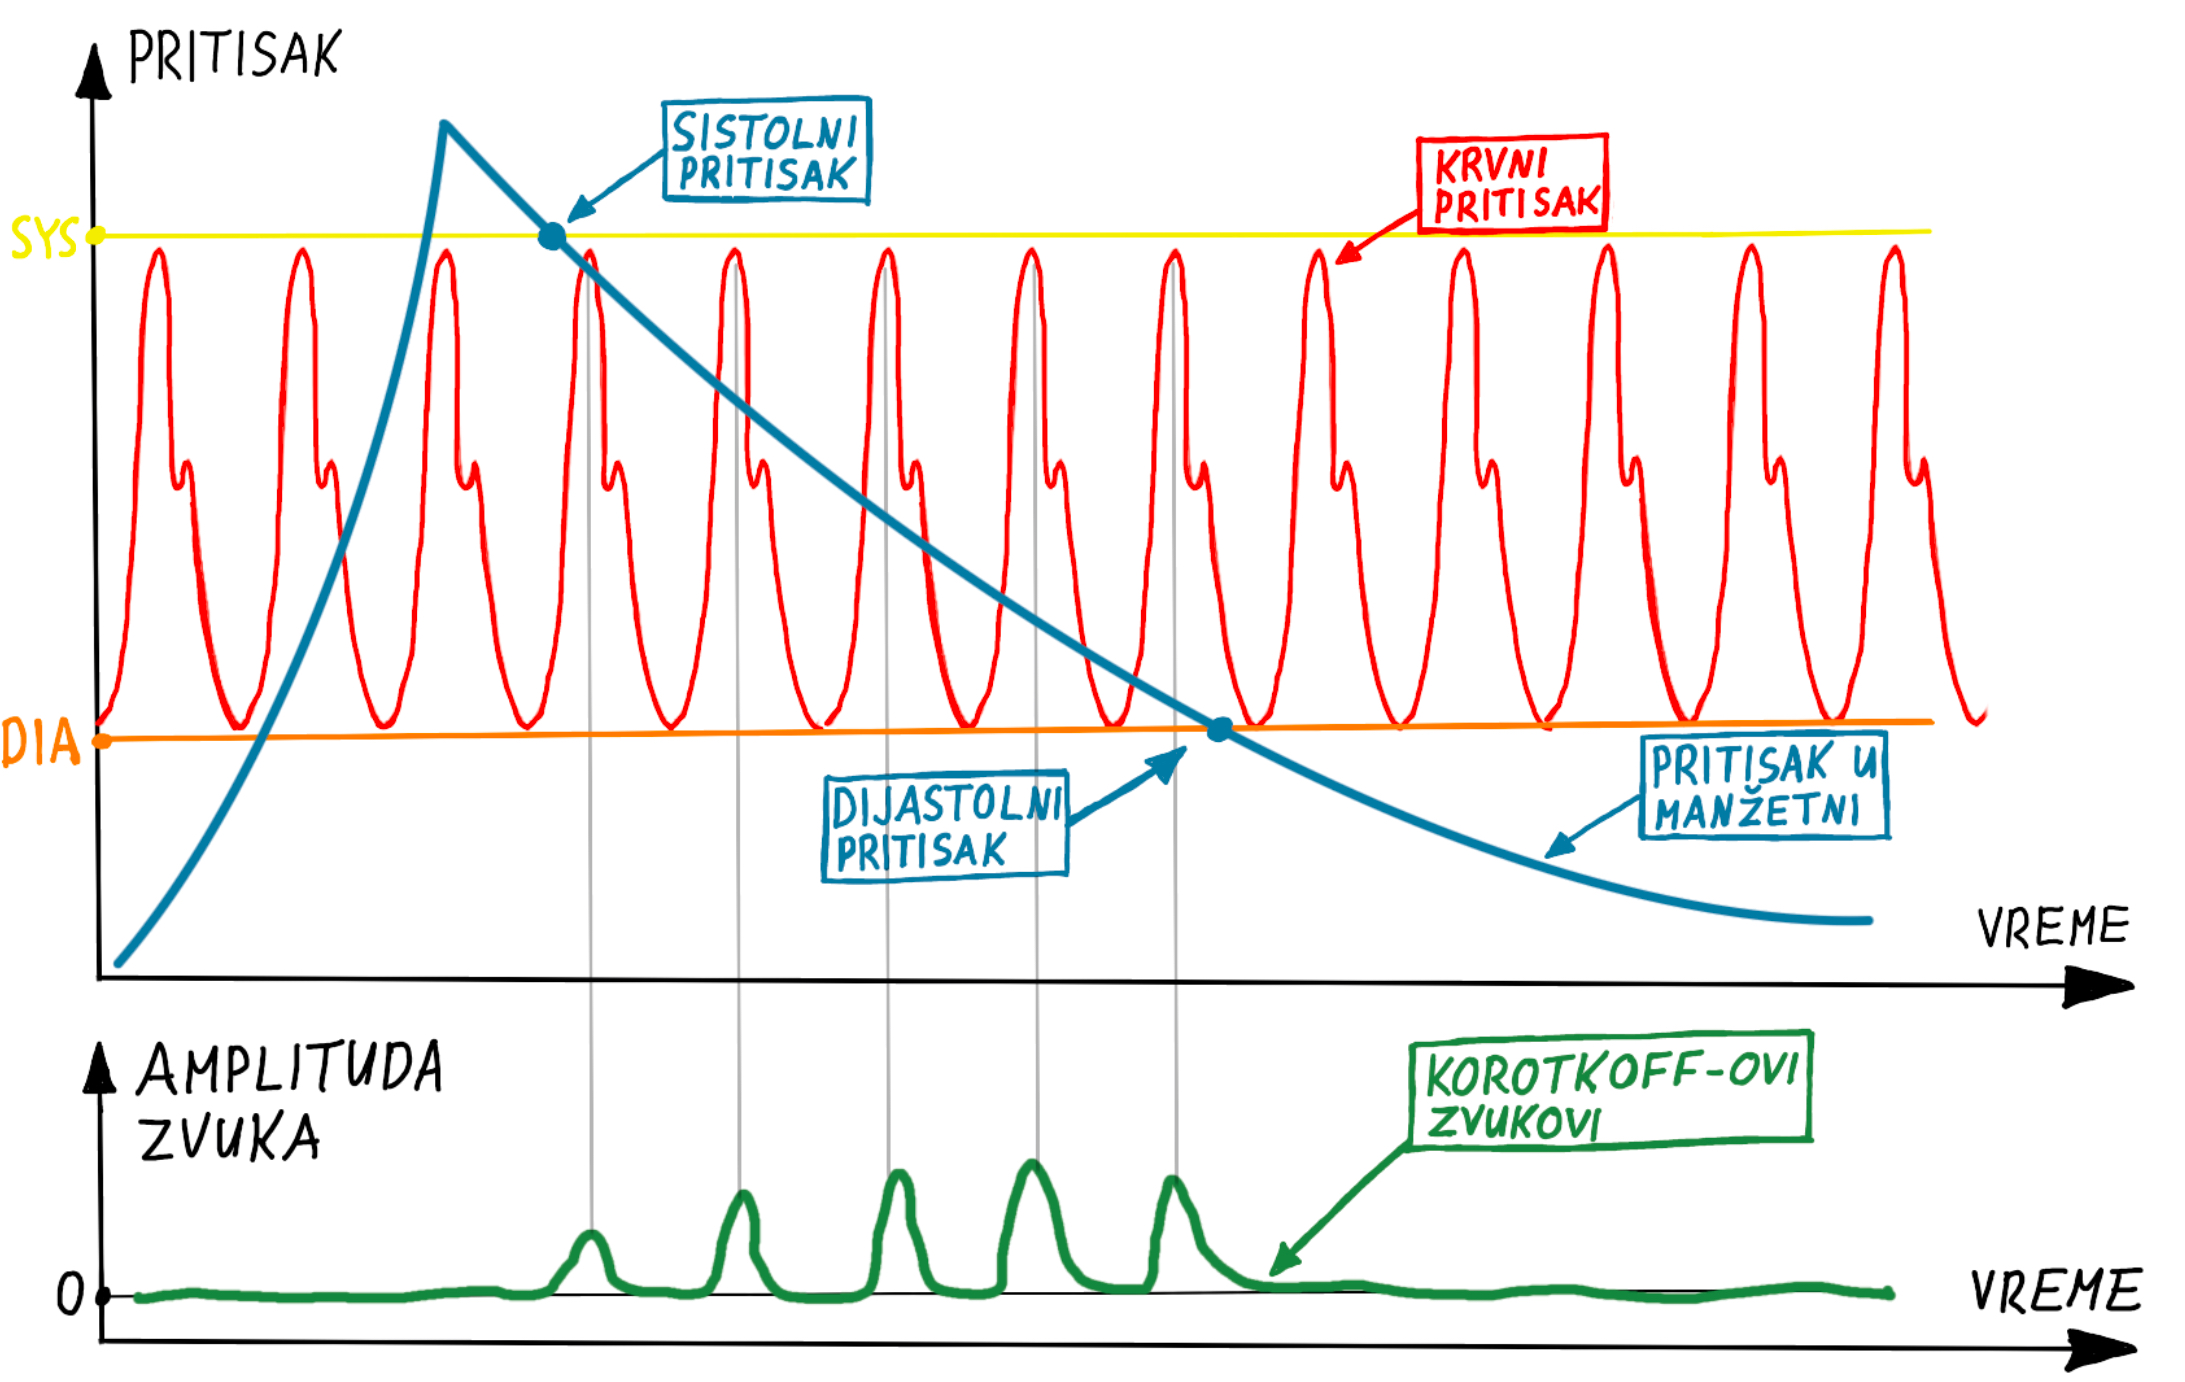 PRITISAK
SISTOLNI
PRITISAK
KRVNI
PRITISAK
SYS
DIA
DIJASTOLNI
PRITISAK
PRITISAK U
MANŽETNI
VREME
AMPLITUDA
ZVUKA
KOROTKOFF-OVI
ZVUKOVI
0
VREME